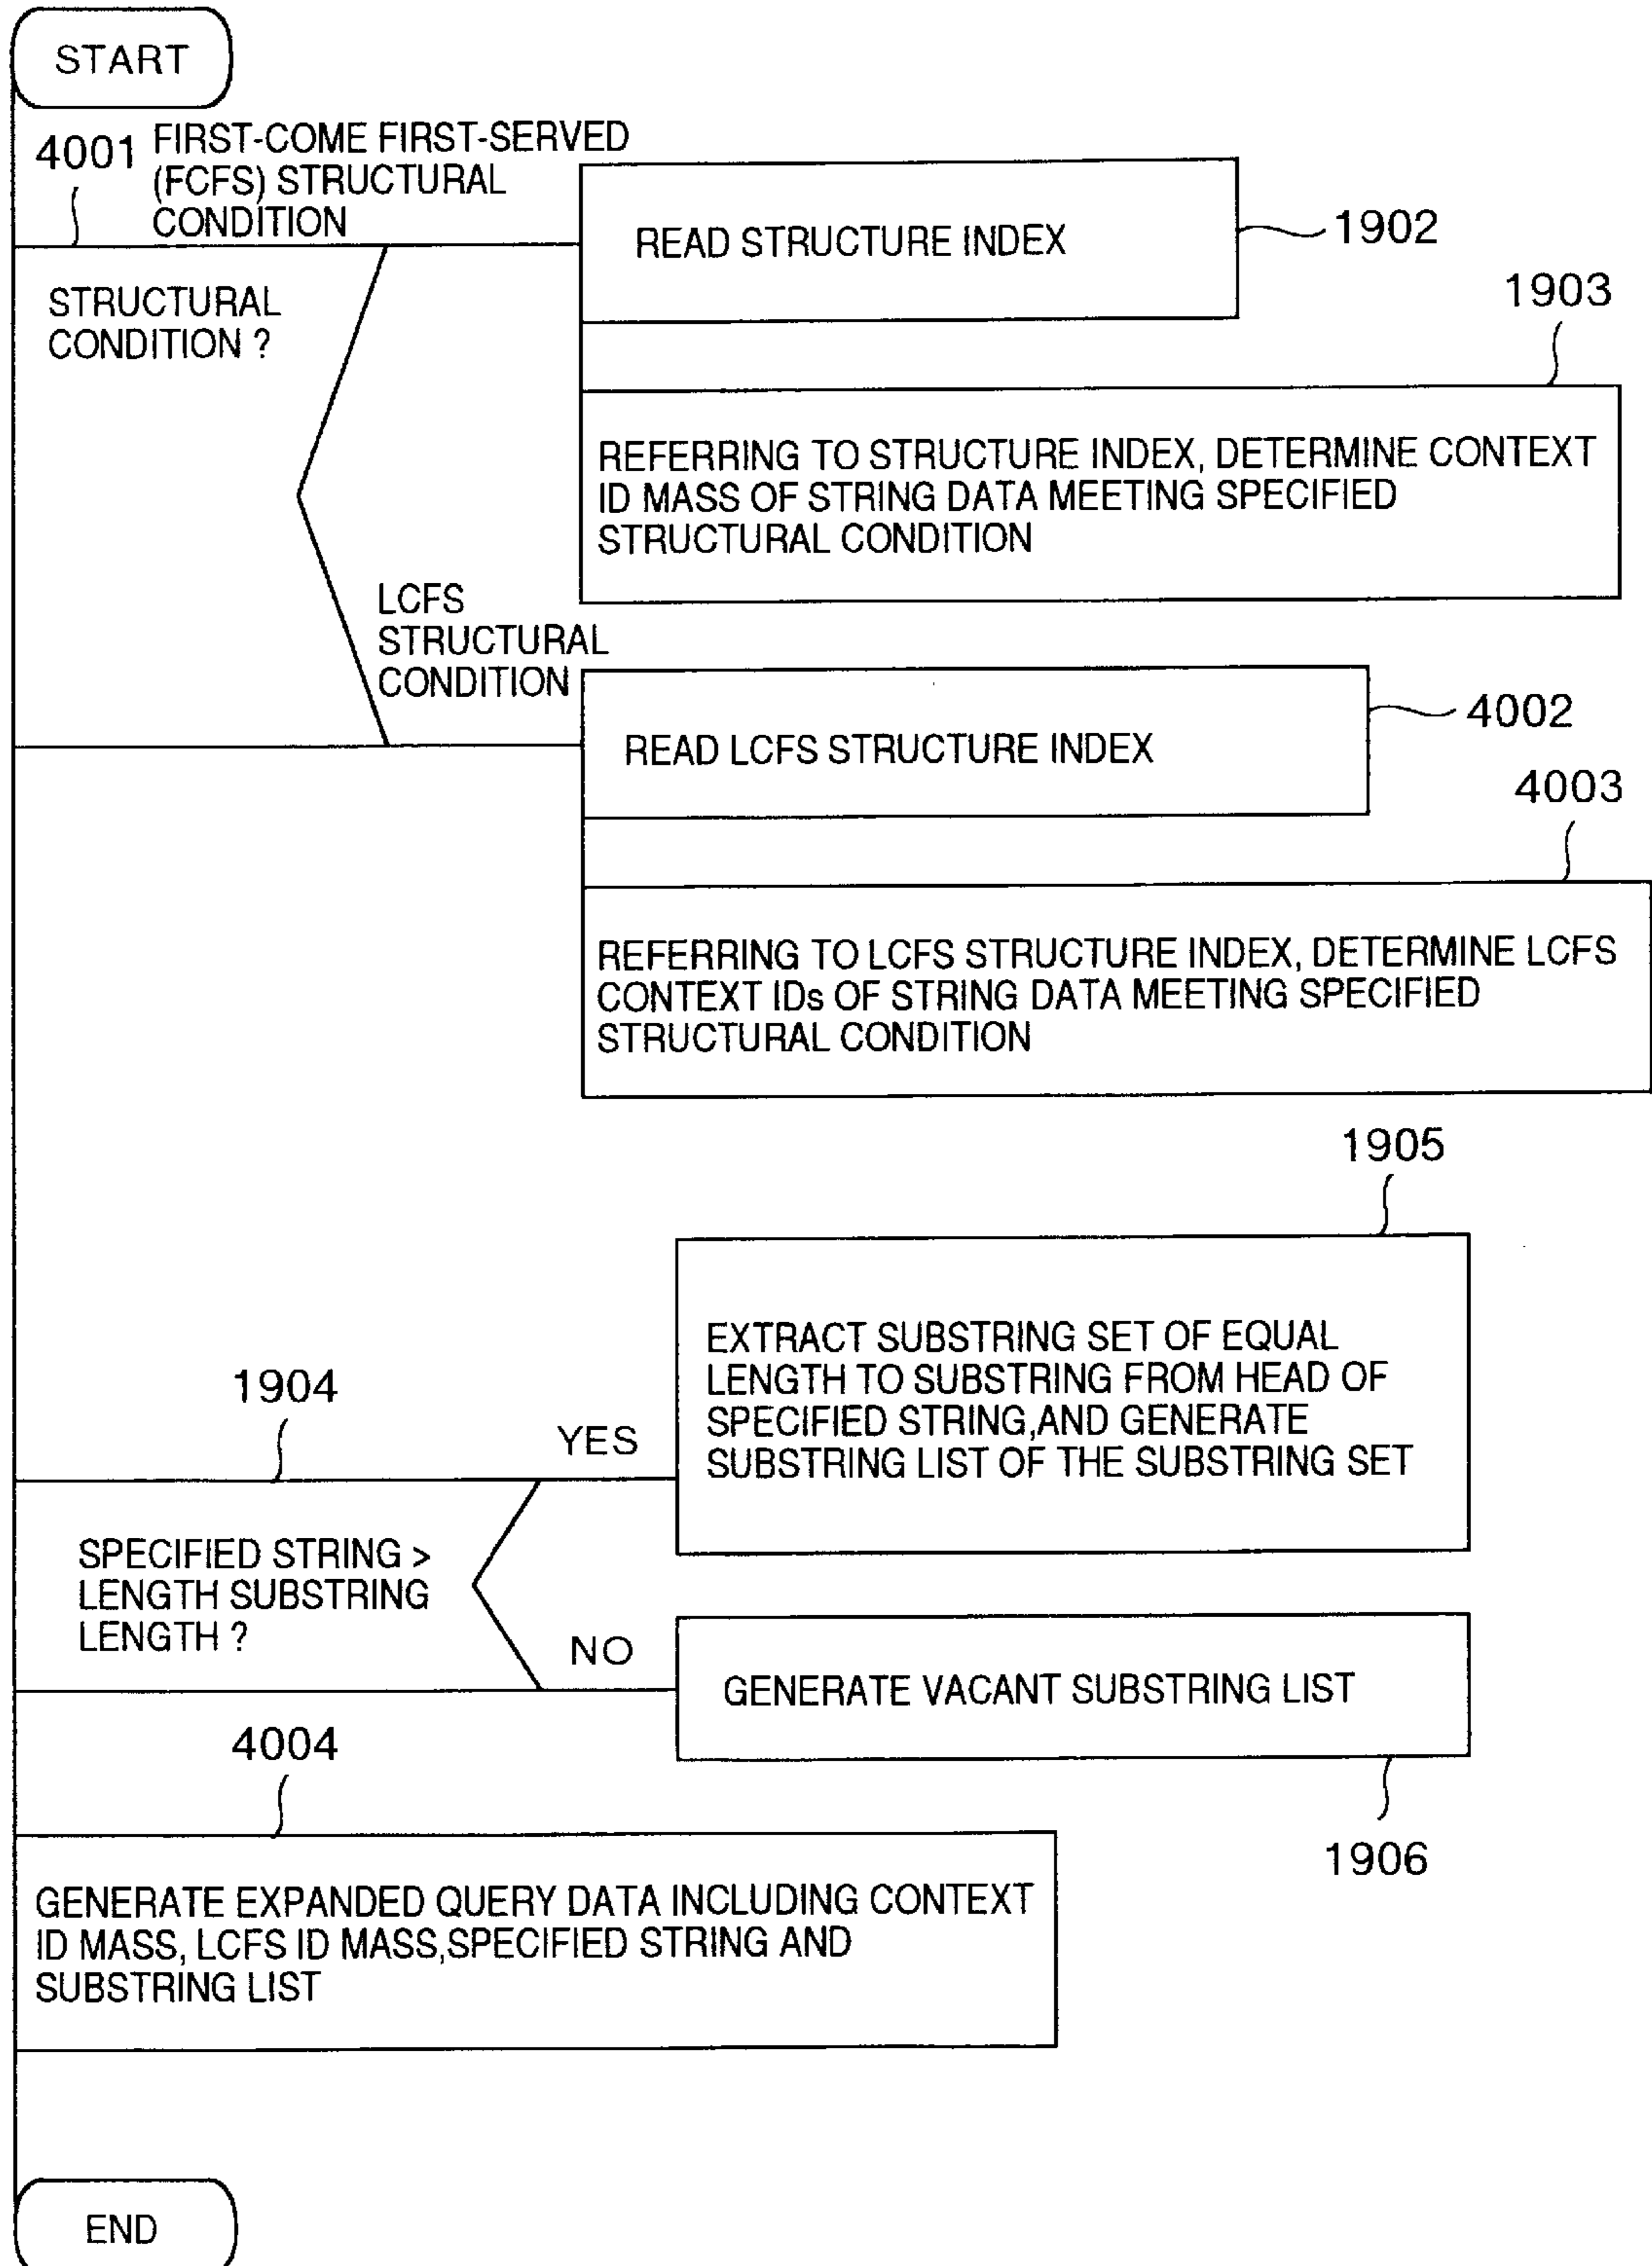 START
4001
FIRST-COME FIRST-SERVED
(FCFS) STRUCTURAL
CONDITION
READ STRUCTURE INDEX
1902
STRUCTURAL
CONDITION ?
1903
REFERRING TO STRUCTURE INDEX, DETERMINE CONTEXT
ID MASS OF STRING DATA MEETING SPECIFIED
STRUCTURAL CONDITION
LCFS
STRUCTURAL
CONDITION
READ LCFS STRUCTURE INDEX
4002
4003
REFERRING TO LCFS STRUCTURE INDEX, DETERMINE LCFS
CONTEXT IDs OF STRING DATA MEETING SPECIFIED
STRUCTURAL CONDITION
1905
EXTRACT SUBSTRING SET OF EQUAL
LENGTH TO SUBSTRING FROM HEAD OF
SPECIFIED STRING,AND GENERATE
SUBSTRING LIST OF THE SUBSTRING SET
1904
YES
SPECIFIED STRING >
LENGTH SUBSTRING
LENGTH ?
NO
GENERATE VACANT SUBSTRING LIST
1906
4004
GENERATE EXPANDED QUERY DATA INCLUDING CONTEXT
ID MASS, LCFS ID MASS,SPECIFIED STRING AND
SUBSTRING LIST
END